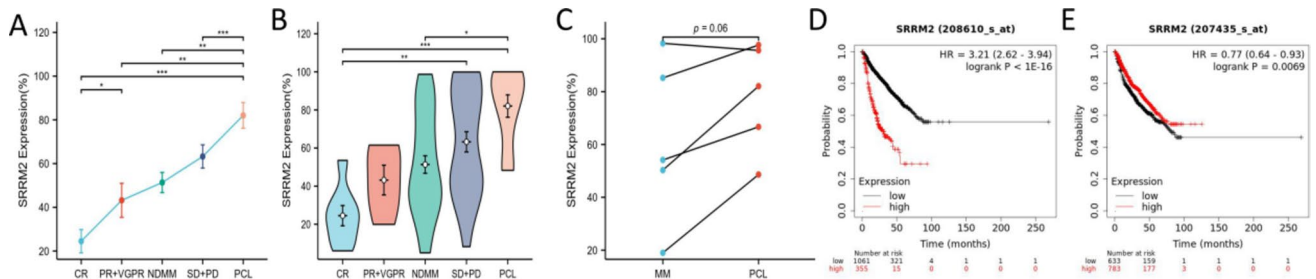 A
SRRM2 Expression(%)
120
100
80
60
40
20
***
**
**
***
*
CR PR+VGPR NDMM SD+PD PCL
B
SRRM2 Expression(%)
120
100
80
60
40
20
*
***
**
CR PR+VGPR NDMM SD+PD PCL
C
SRRM2 Expression(%)
100
80
60
40
20
p = 0.06
MM PCL
D
SRRM2 (208610_s_at)
HR = 3.21 (2.62 - 3.94)
logrank P < 1E-16
Probability
1.0
0.8
0.6
0.4
0.2
0.0
Expression
low
high
0 50 100 150 200 250
Time (months)
Number at risk
low 1061 321 4 1 1 1
high 355 15 0 0 0 0
E
SRRM2 (207435_s_at)
HR = 0.77 (0.64 - 0.93)
logrank P = 0.0069
Probability
1.0
0.8
0.6
0.4
0.2
0.0
Expression
low
high
0 50 100 150 200 250
Time (months)
Number at risk
low 633 159 1 1 1 1
high 783 177 3 0 0 0